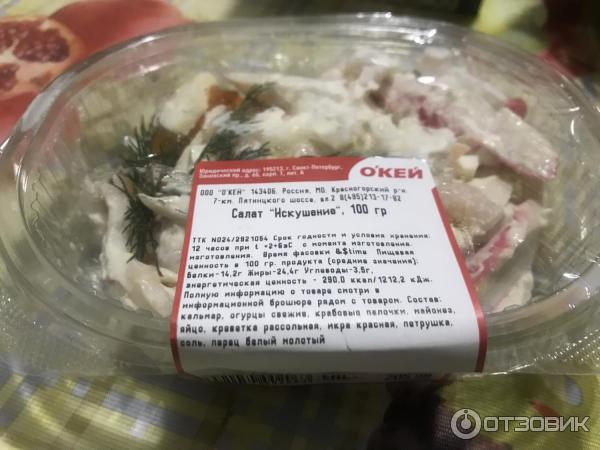 О'КЕЙ
Юридический адрес: 195213, г. Санкт-Петербург,
Заневский пр., д. 65, корп. 1, лит. А
ООО "О'КЕЙ" 143406, Россия, МО, Красногорский р-н,
7-км. Пятницкого шоссе, вл.2 8(495)213-17-82
Салат "Искушение", 100 гр
ТТК N024/2921064 Срок годности и условия хранения:
12 часов при t +2+6аС с момента изготовления.
изготовления. Время фасовки &$time Пищевая
ценность в 100 гр. продукта (средние значения):
Белки-14,2г Жиры-24,4г Углеводы-3,6г,
энергетическая ценность - 290,0 ккал/1212,2 кДж.
Полную информацию о товаре смотри в
информационной брошюре рядом с товаром. Состав:
кальмар, огурцы свежие, крабовые палочки, майонез,
яйцо, креветка рассольная, икра красная, петрушка,
соль, перец белый молотый
О'КЕЙ
ОТЗОВИК